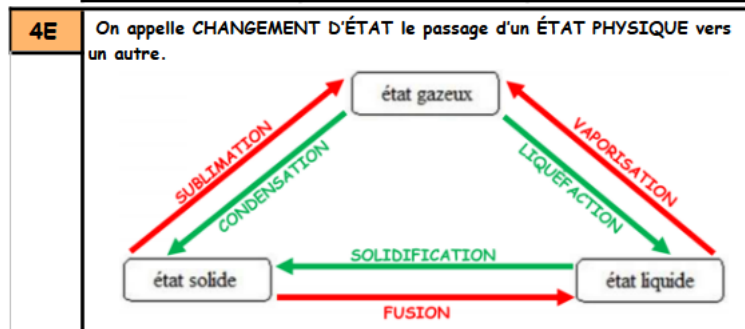 4E
On appelle CHANGEMENT D'ÉTAT le passage d'un ÉTAT PHYSIQUE vers
un autre.
état gazeux
SUBLIMATION
CONDENSATION
LIQUÉFACTION
VAPORISATION
SOLIDIFICATION
état solide
état liquide
FUSION